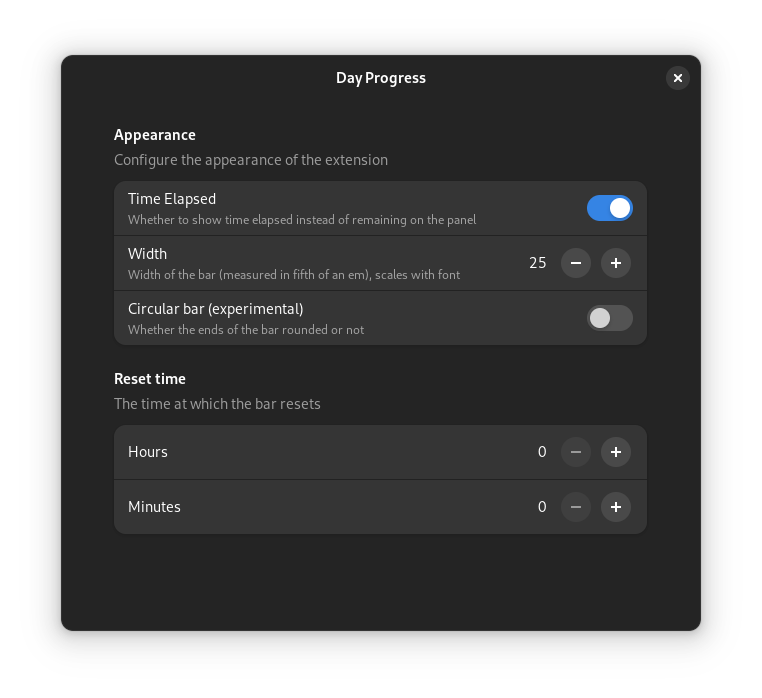 Day Progress
Appearance
Configure the appearance of the extension
Time Elapsed
Whether to show time elapsed instead of remaining on the panel
Width
Width of the bar (measured in fifth of an em), scales with font
25
Circular bar (experimental)
Whether the ends of the bar rounded or not
Reset time
The time at which the bar resets
Hours
0
Minutes
0